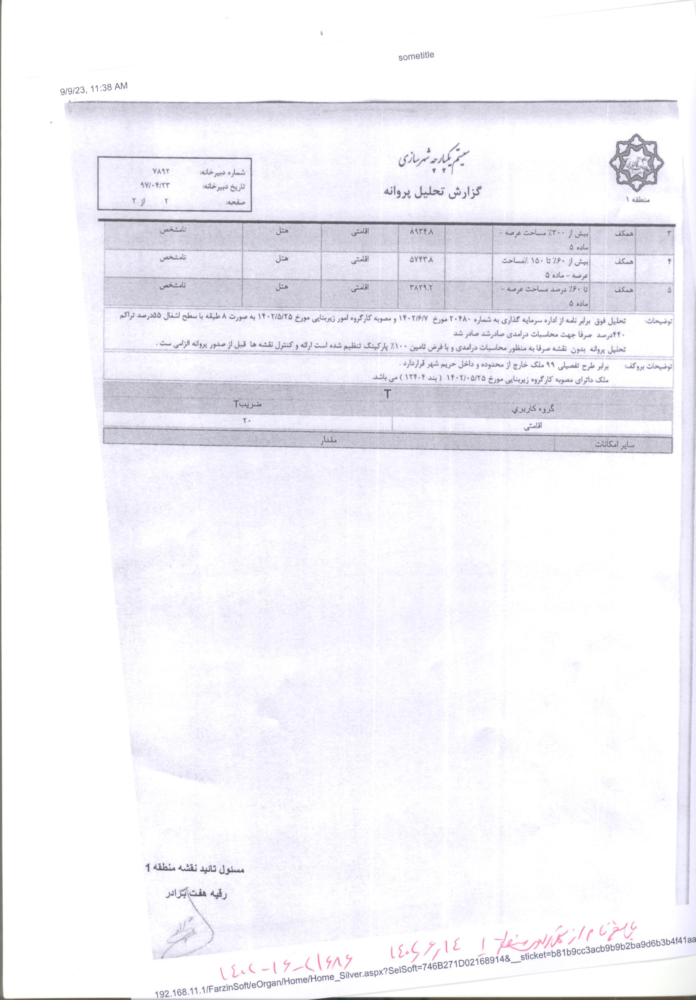 sometitle
9/9/23, 11:38 AM
سیستم یکپارچه شهرسازی
گزارش تحلیل پروانه
منطقه ۱
شماره دبیرخانه: ۷۸۹۲
تاریخ دبیرخانه: ۹۷/۰۴/۲۳
صفحه: ۲ از ۲
۳ همکف بیش از ۳۰۰٪ مساحت عرصه - ماده ۵ ۸۹۳۴.۸ اقامتی هتل نامشخص
۴ همکف بیش از ۶۰٪ تا ۱۵۰ ٪مساحت عرصه - ماده ۵ ۵۷۴۳.۸ اقامتی هتل نامشخص
۵ همکف تا ۶۰٪ درصد مساحت عرصه - ماده ۵ ۳۸۲۹.۲ اقامتی هتل نامشخص
توضیحات: تحلیل فوق برابر نامه از اداره سرمایه گذاری به شماره ۲۰۴۸۰ مورخ ۱۴۰۲/۶/۷ و مصوبه کارگروه امور زیربنایی مورخ ۱۴۰۲/۵/۲۵ به صورت ۸ طبقه با سطح اشغال ۵۵درصد تراکم
۴۴۰درصد صرفا جهت محاسبات درامدی صادرشد صادر شد
تحلیل پروانه بدون نقشه صرفا به منظور محاسبات درامدی و با فرض تامین ۱۰۰٪ پارکینگ تنظیم شده است ارائه و کنترل نقشه ها قبل از صدور پروانه الزامی ست .
توضیحات بروکف: برابر طرح تفصیلی ۹۹ ملک خارج از محدوده و داخل حریم شهر قراردارد .
ملک دائرای مصوبه کارگروه زیربنایی مورخ ۱۴۰۲/۰۵/۲۵ ( بند ۴-۱۲۴ ) می باشد.
T
گروه کاربري ضریبT
اقامتی ۲۰
سایر امکانات مقدار
مسئول تائید نقشه منطقه 1
رقیه هفت برادر
۱ ۱۴۰۲٫۶٫۱۴
۱۴۰۲-۱۶-۲۱۶۸۶
192.168.11.1/FarzinSoft/eOrgan/Home/Home_Silver.aspx?SelSoft=746B271D02168914&__sticket=b81b9cc3acb9b9b2ba9d6b3b4f41aa